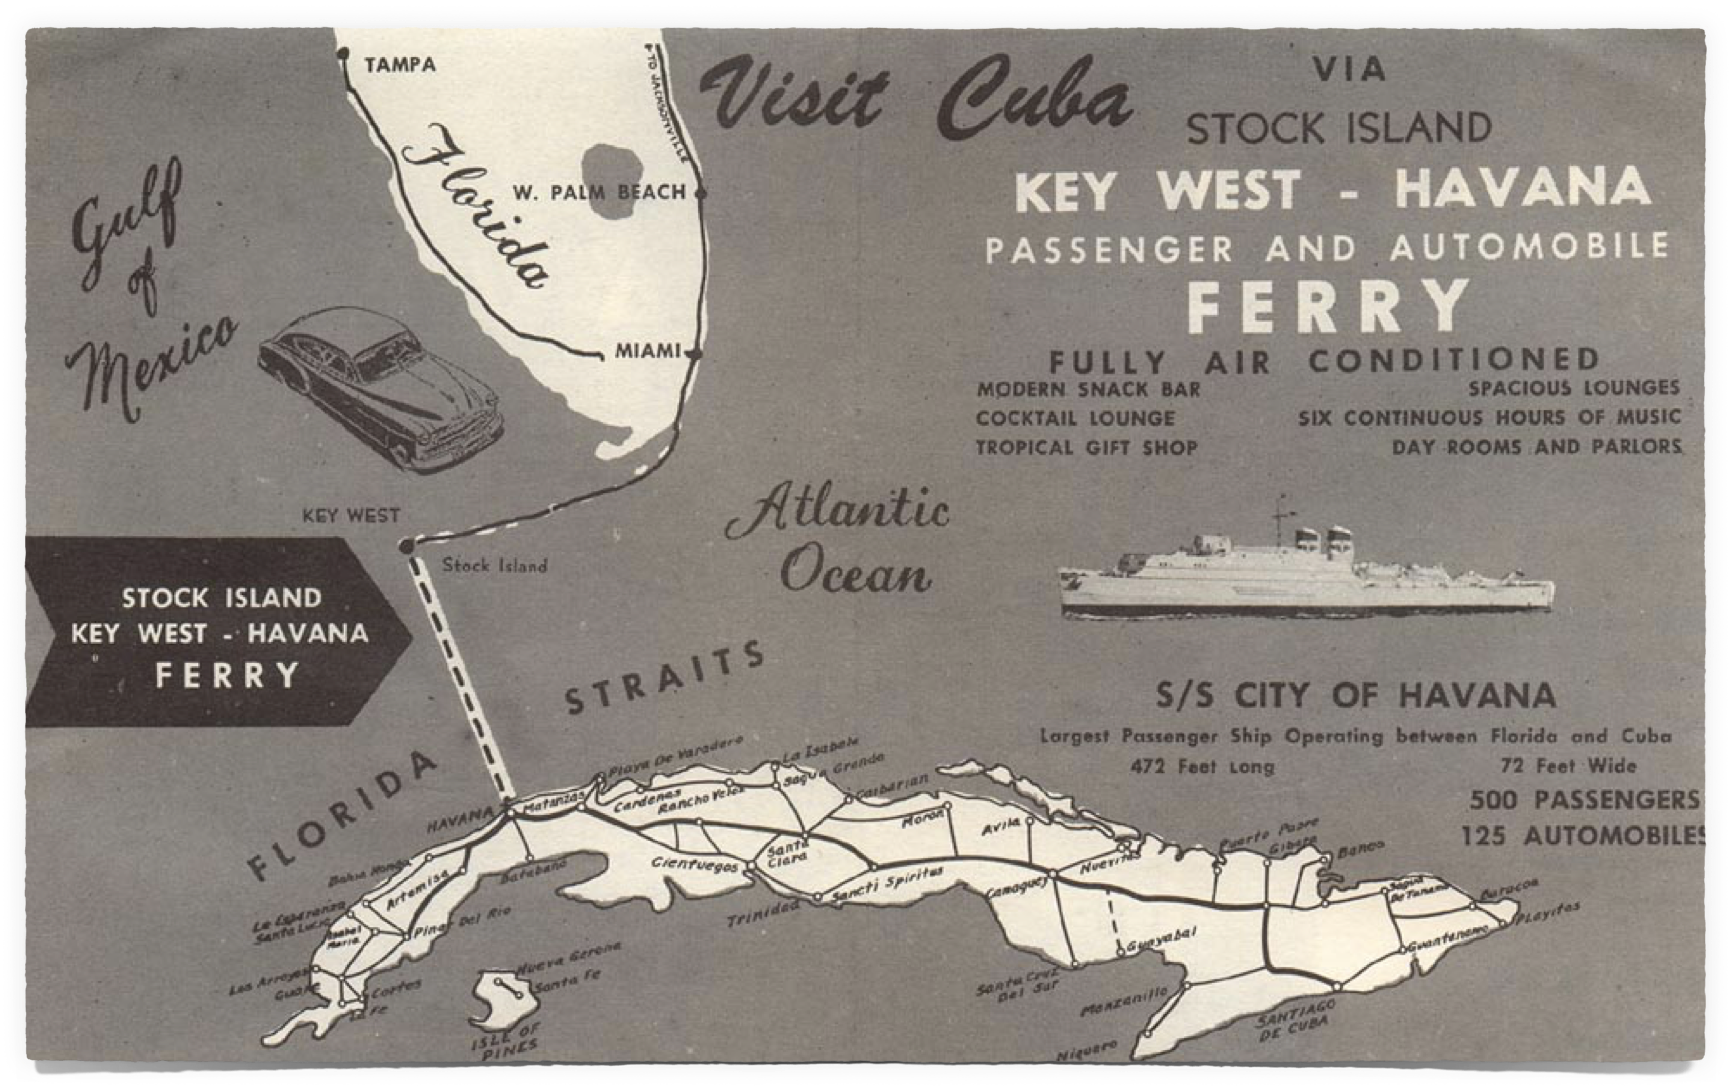 TAMPA
TO JACKSONVILLE
Florida
W. PALM BEACH
MIAMI
Gulf
of
Mexico
Visit Cuba
VIA
STOCK ISLAND
KEY WEST - HAVANA
PASSENGER AND AUTOMOBILE
FERRY
FULLY AIR CONDITIONED
MODERN SNACK BAR
SPACIOUS LOUNGES
COCKTAIL LOUNGE
SIX CONTINUOUS HOURS OF MUSIC
TROPICAL GIFT SHOP
DAY ROOMS AND PARLORS
KEY WEST
Stock Island
Atlantic
Ocean
STOCK ISLAND
KEY WEST - HAVANA
FERRY
FLORIDA STRAITS
S/S CITY OF HAVANA
Largest Passenger Ship Operating between Florida and Cuba
472 Feet Long
72 Feet Wide
500 PASSENGERS
125 AUTOMOBILES
HAVANA
Matanzas
Playa De Varadero
Cardenas
Rancho Veloz
La Isabela
Sagua Grande
Caibarian
Moron
Avila
Nuevitas
Puerto Padre
Gibara
Banes
Sagua
De Tanamo
Baracoa
Playitas
Guantanamo
Bahia Honda
Artemisa
Batabano
Cienfuegos
Santa
Clara
Trinidad
Sancti Spiritus
Camaguey
Guayabal
Santa Cruz
Del Sur
Manzanillo
Niquero
SANTIAGO
DE CUBA
La Esperanza
Santa Lucia
Isabel
Maria
Pinar Del Rio
Los Arroyos
Guane
Cortes
La Fe
Nueva Gerona
Santa Fe
ISLE OF
PINES